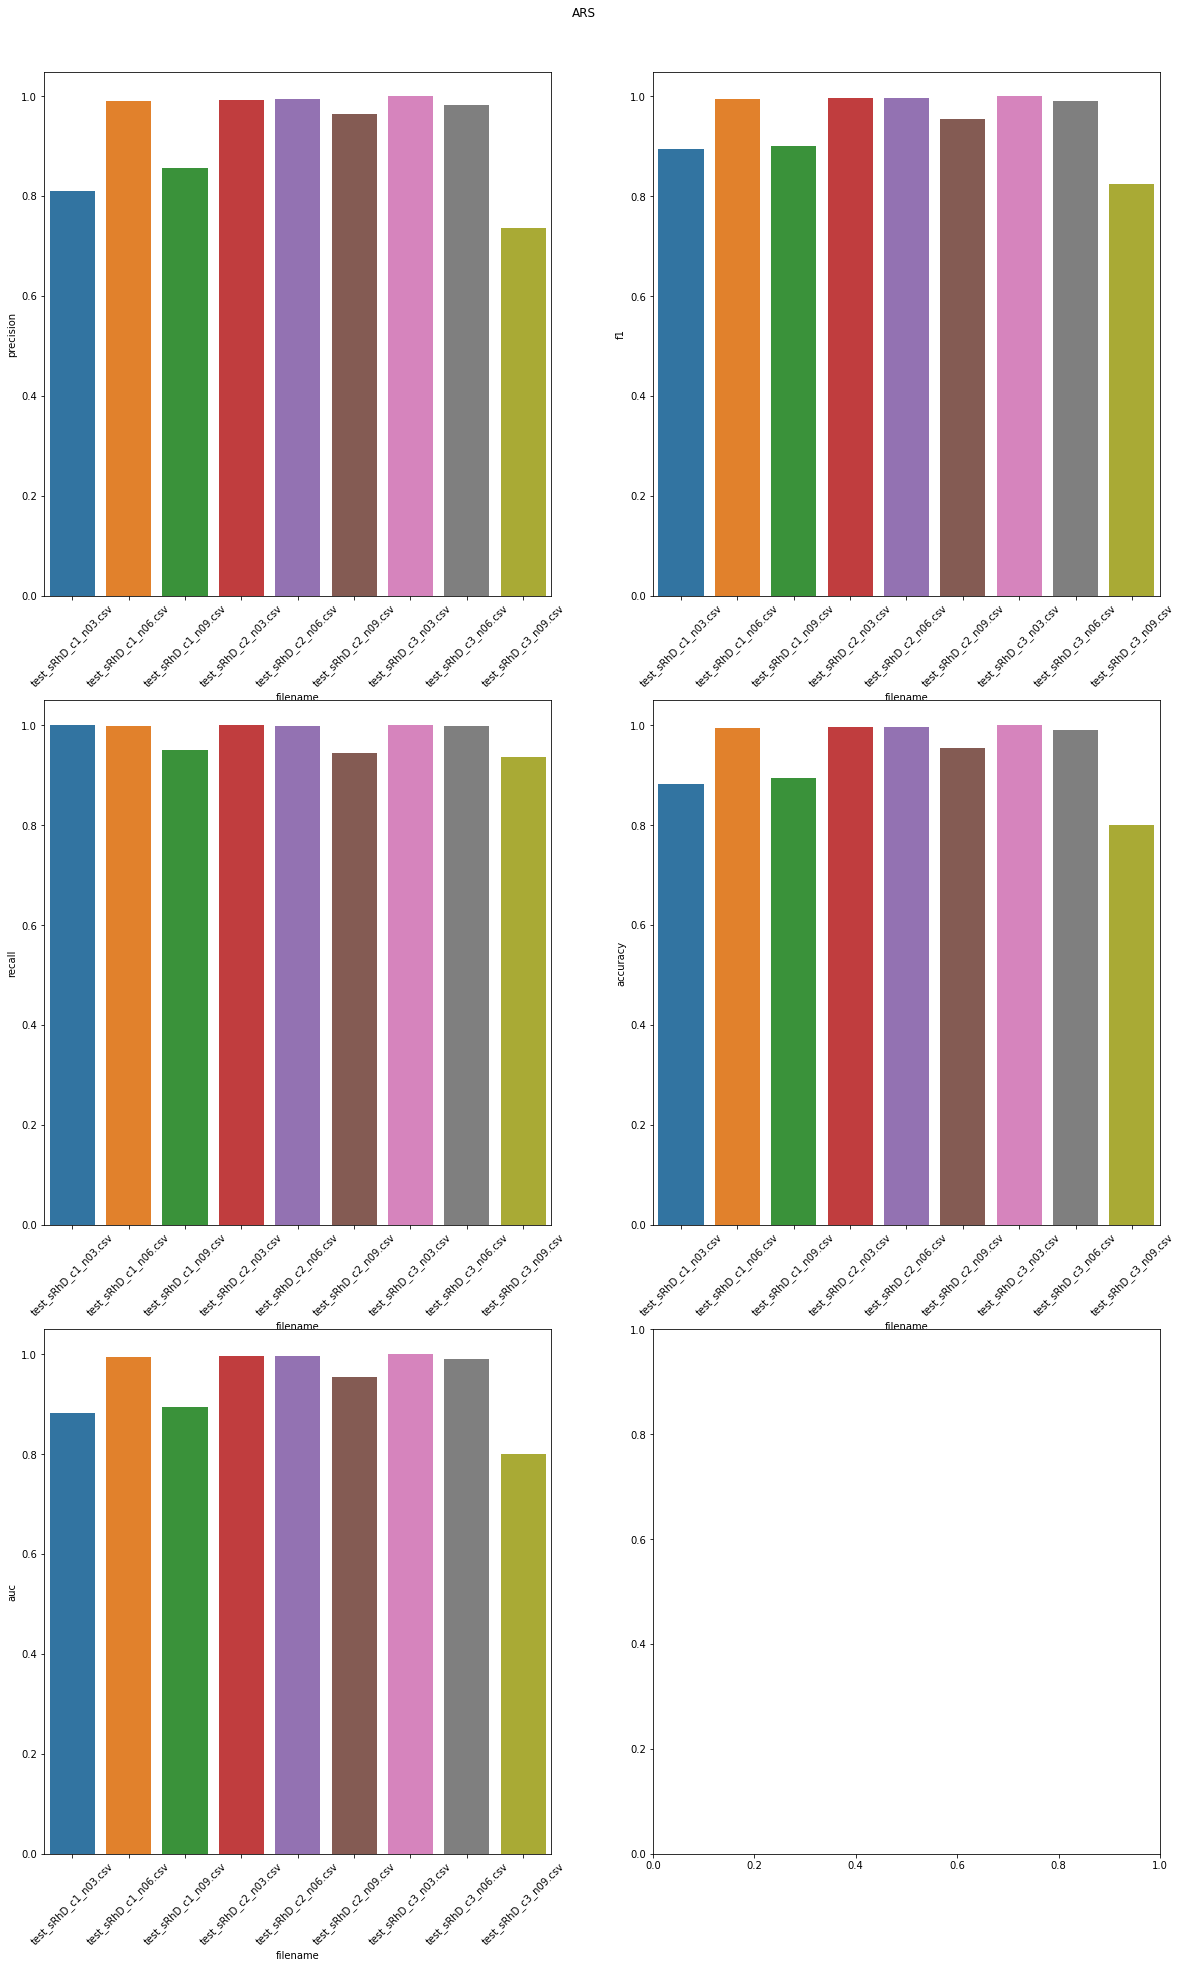 ARS
1.0
0.8
0.6
0.4
0.2
0.0
precision
test_sRhD_c1_n03.csv
test_sRhD_c1_n06.csv
test_sRhD_c1_n09.csv
test_sRhD_c2_n03.csv
test_sRhD_c2_n06.csv
test_sRhD_c2_n09.csv
test_sRhD_c3_n03.csv
test_sRhD_c3_n06.csv
test_sRhD_c3_n09.csv
filename
1.0
0.8
0.6
0.4
0.2
0.0
f1
test_sRhD_c1_n03.csv
test_sRhD_c1_n06.csv
test_sRhD_c1_n09.csv
test_sRhD_c2_n03.csv
test_sRhD_c2_n06.csv
test_sRhD_c2_n09.csv
test_sRhD_c3_n03.csv
test_sRhD_c3_n06.csv
test_sRhD_c3_n09.csv
filename
1.0
0.8
0.6
0.4
0.2
0.0
recall
test_sRhD_c1_n03.csv
test_sRhD_c1_n06.csv
test_sRhD_c1_n09.csv
test_sRhD_c2_n03.csv
test_sRhD_c2_n06.csv
test_sRhD_c2_n09.csv
test_sRhD_c3_n03.csv
test_sRhD_c3_n06.csv
test_sRhD_c3_n09.csv
filename
1.0
0.8
0.6
0.4
0.2
0.0
accuracy
test_sRhD_c1_n03.csv
test_sRhD_c1_n06.csv
test_sRhD_c1_n09.csv
test_sRhD_c2_n03.csv
test_sRhD_c2_n06.csv
test_sRhD_c2_n09.csv
test_sRhD_c3_n03.csv
test_sRhD_c3_n06.csv
test_sRhD_c3_n09.csv
filename
1.0
0.8
0.6
0.4
0.2
0.0
auc
test_sRhD_c1_n03.csv
test_sRhD_c1_n06.csv
test_sRhD_c1_n09.csv
test_sRhD_c2_n03.csv
test_sRhD_c2_n06.csv
test_sRhD_c2_n09.csv
test_sRhD_c3_n03.csv
test_sRhD_c3_n06.csv
test_sRhD_c3_n09.csv
filename
1.0
0.8
0.6
0.4
0.2
0.0
0.0 0.2 0.4 0.6 0.8 1.0